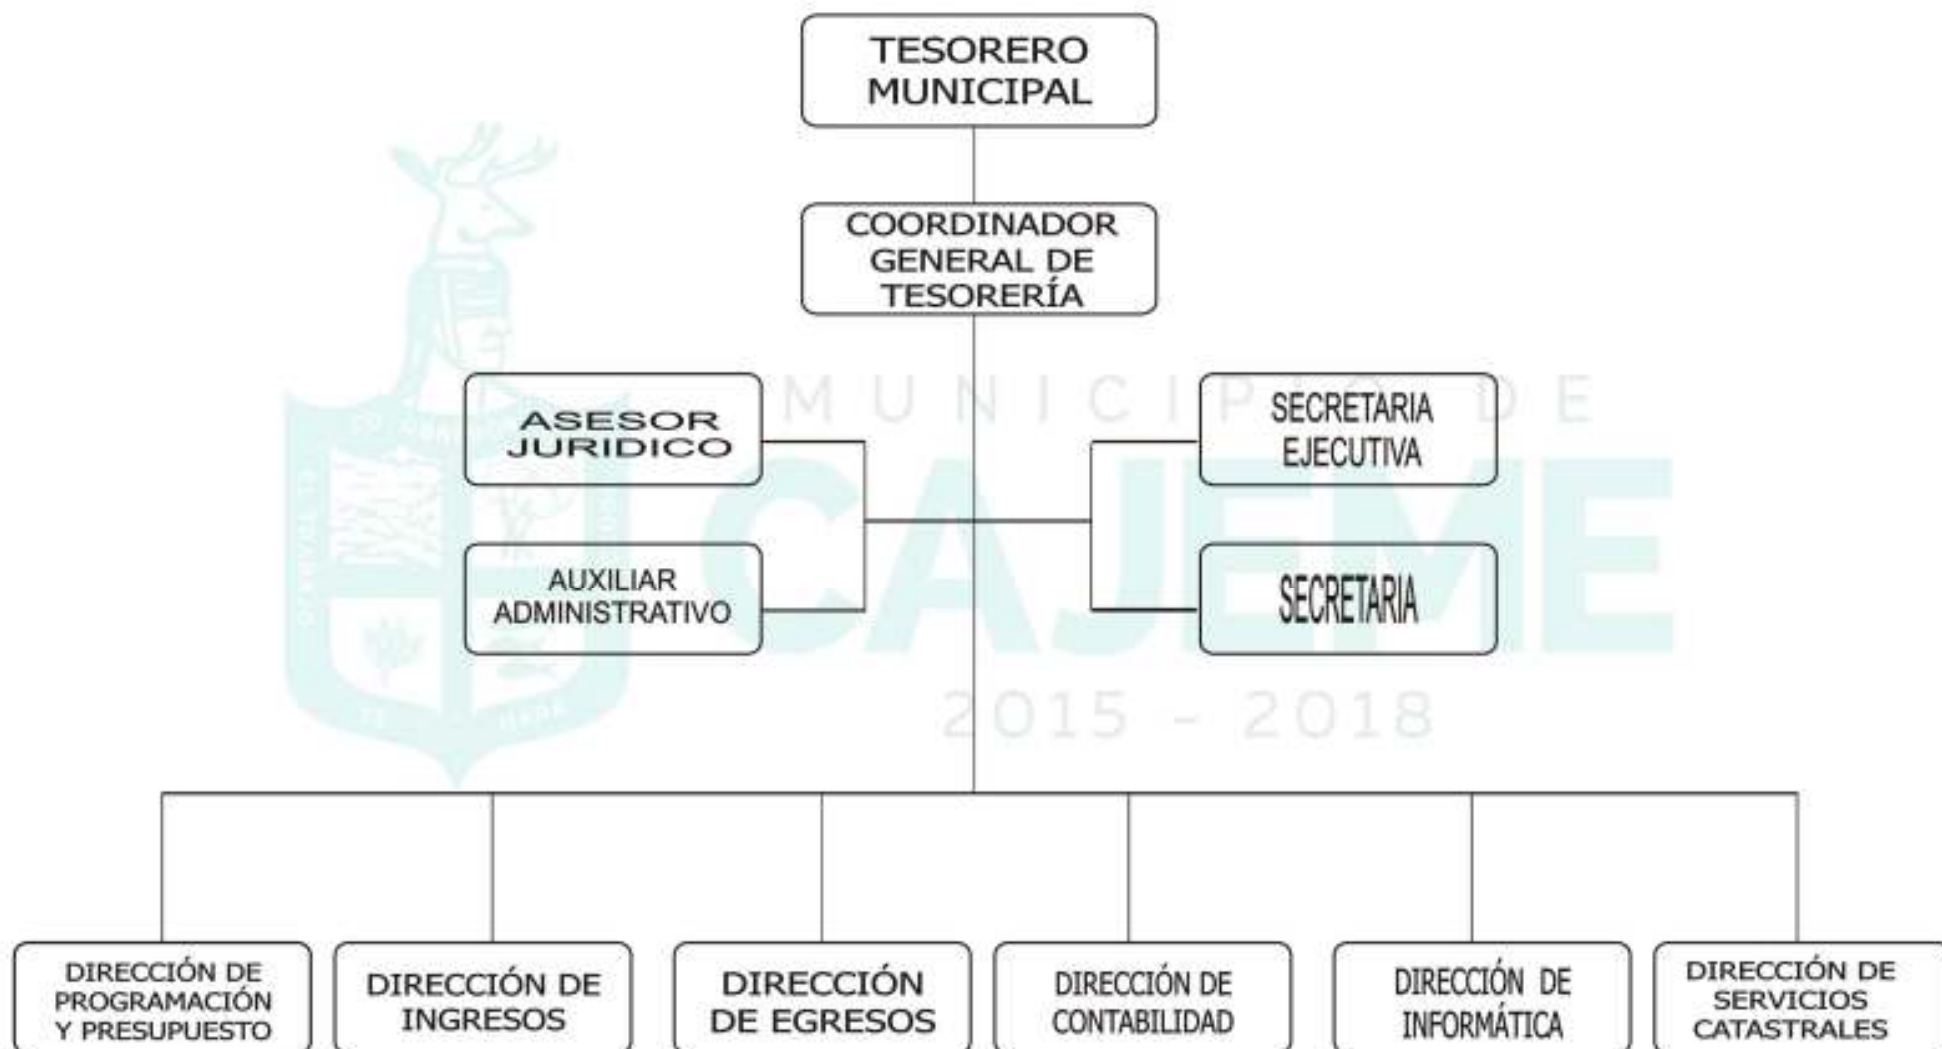 TESORERO
MUNICIPAL
COORDINADOR
GENERAL DE
TESORERÍA
MUNICIPIO DE
ASESOR
JURIDICO
SECRETARIA
EJECUTIVA
CAJEME
AUXILIAR
ADMINISTRATIVO
SECRETARIA
2015 - 2018
DIRECCIÓN DE
PROGRAMACIÓN
Y PRESUPUESTO
DIRECCIÓN DE
INGRESOS
DIRECCIÓN
DE EGRESOS
DIRECCIÓN DE
CONTABILIDAD
DIRECCIÓN DE
INFORMÁTICA
DIRECCIÓN DE
SERVICIOS
CATASTRALES